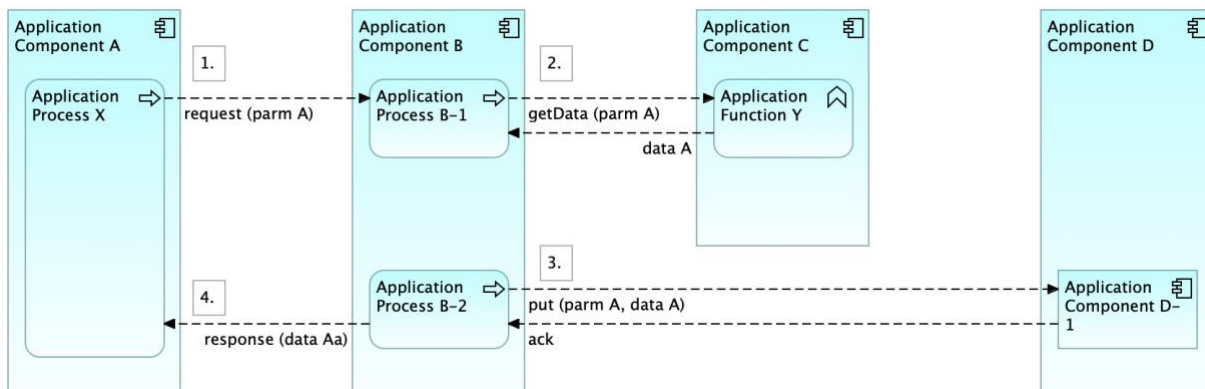 Application
Component A
Application
Component B
Application
Component C
Application
Component D
1.
2.
Application
Process X
request (parm A)
Application
Process B-1
getData (parm A)
Application
Function Y
data A
3.
4.
Application
Process B-2
put (parm A, data A)
Application
Component D-
1
response (data Aa)
ack